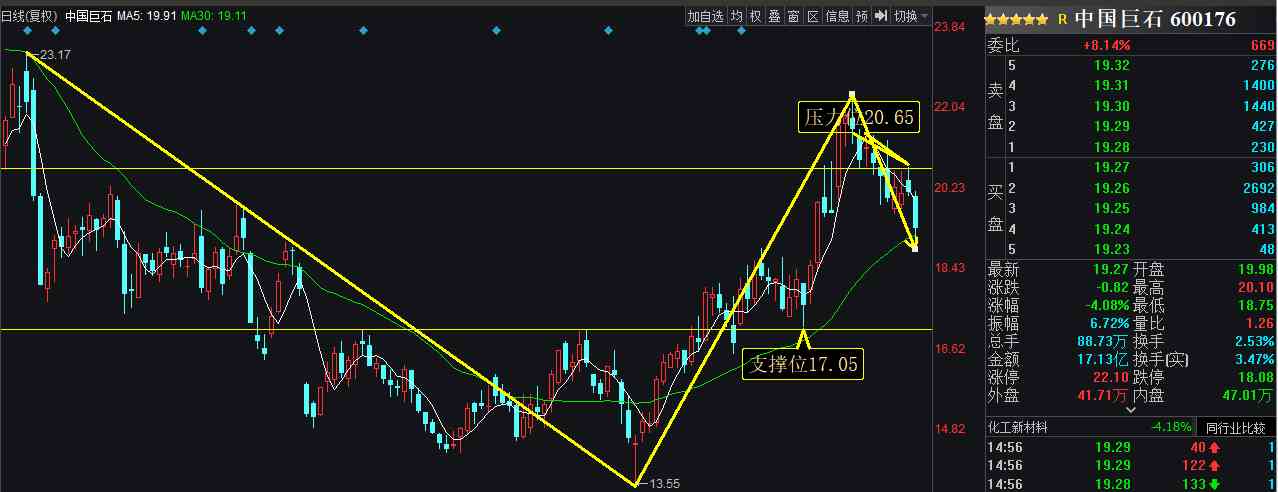 日线(复权) 中国巨石 MA5: 19.91 MA30: 19.11
加自选 均 权 叠 窗 区 信息 预 切换
23.84
22.04
20.23
18.43
16.62
14.82
23.17
压力 20.65
支撑位17.05
13.55
R 中国巨石 600176
委比 +8.14% 669
卖盘
5 19.32 276
4 19.31 1400
3 19.30 1440
2 19.29 427
1 19.28 230
买盘
1 19.27 306
2 19.26 2692
3 19.25 984
4 19.24 413
5 19.23 48
最新 19.27 开盘 19.98
涨跌 -0.82 最高 20.10
涨幅 -4.08% 最低 18.75
振幅 6.72% 量比 1.26
总手 88.73万 换手 2.53%
金额 17.13亿 换手(实) 3.47%
涨停 22.10 跌停 18.08
外盘 41.71万 内盘 47.01万
化工新材料 -4.18% 同行业比较
14:56 19.29 40 1
14:56 19.29 122 1
14:56 19.28 133 1